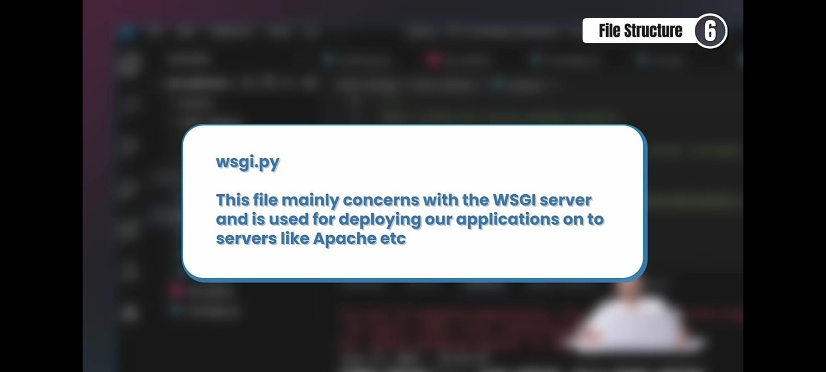 File Structure 6
wsgi.py
This file mainly concerns with the WSGI server
and is used for deploying our applications on to
servers like Apache etc